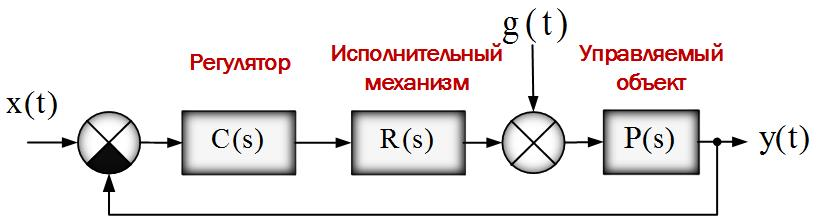 g(t)
Регулятор
Исполнительный
механизм
Управляемый
объект
x(t)
C(s)
R(s)
P(s)
y(t)